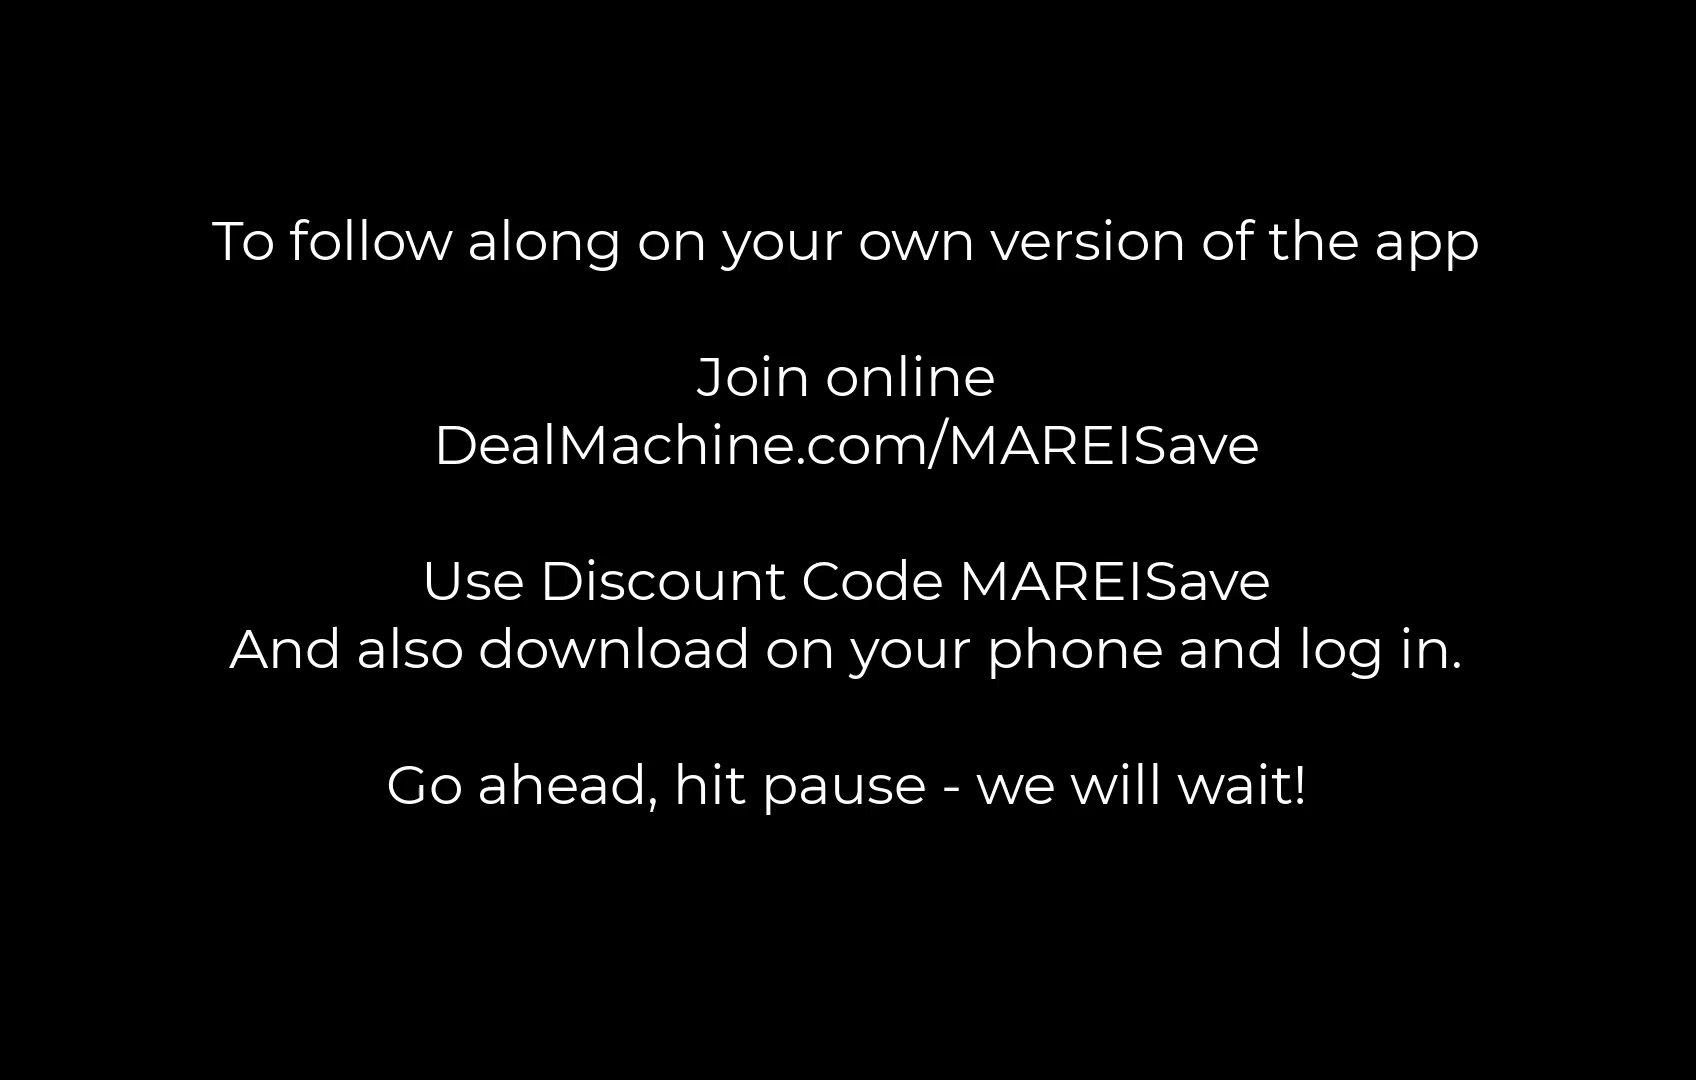 To follow along on your own version of the app
Join online
DealMachine.com/MAREISave
Use Discount Code MAREISave
And also download on your phone and log in.
Go ahead, hit pause - we will wait!